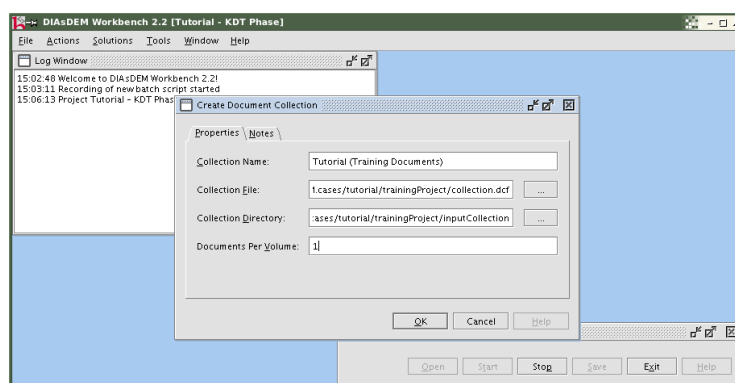 DIAsDEM Workbench 2.2 [Tutorial - KDT Phase]
File Actions Solutions Tools Window Help
Log Window
15:02:48 Welcome to DIAsDEM Workbench 2.2!
15:03:11 Recording of new batch script started
15:06:13 Project Tutorial - KDT Phas
Create Document Collection
Properties Notes
Collection Name: Tutorial (Training Documents)
Collection File: 1.cases/tutorial/trainingProject/collection.dcf ...
Collection Directory: :ases/tutorial/trainingProject/inputCollection ...
Documents Per Volume: 1
OK Cancel Help
Open Start Stop Save Exit Help